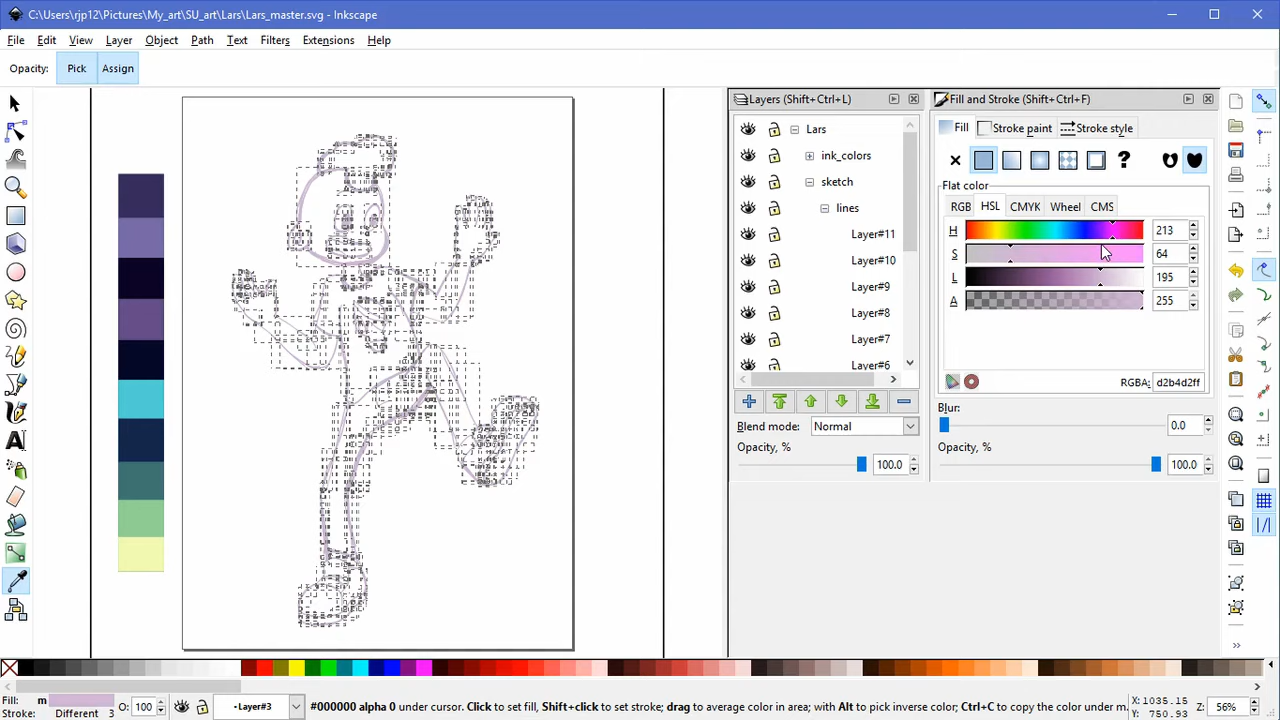 C:\Users\rjp12\Pictures\My_art\SU_art\Lars\Lars_master.svg - Inkscape
File Edit View Layer Object Path Text Filters Extensions Help
Opacity: Pick Assign
Layers (Shift+Ctrl+L)
Lars
ink_colors
sketch
lines
Layer#11
Layer#10
Layer#9
Layer#8
Layer#7
Layer#6
Blend mode: Normal
Opacity, % 100.0
Fill and Stroke (Shift+Ctrl+F)
Fill Stroke paint Stroke style
?
Flat color
RGB HSL CMYK Wheel CMS
H 213
S 64
L 195
A 255
RGBA: d2b4d2ff
Blur:
0.0
Opacity, %
100.0
Fill: m
Stroke: Different 3
O: 100
Layer#3
#000000 alpha 0 under cursor. Click to set fill, Shift+click to set stroke; drag to average color in area; with Alt to pick inverse color; Ctrl+C to copy the color under m
X: 1035.15
Y: 750.93
Z: 56%